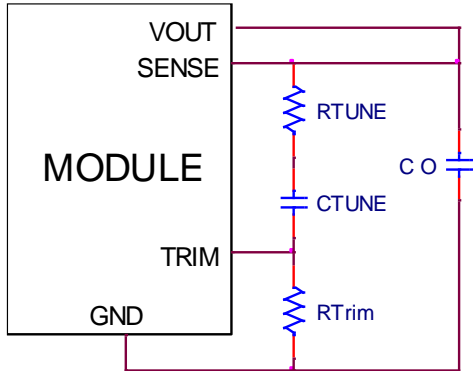 VOUT
SENSE
RTUNE
MODULE
C O
CTUNE
TRIM
GND
RTrim